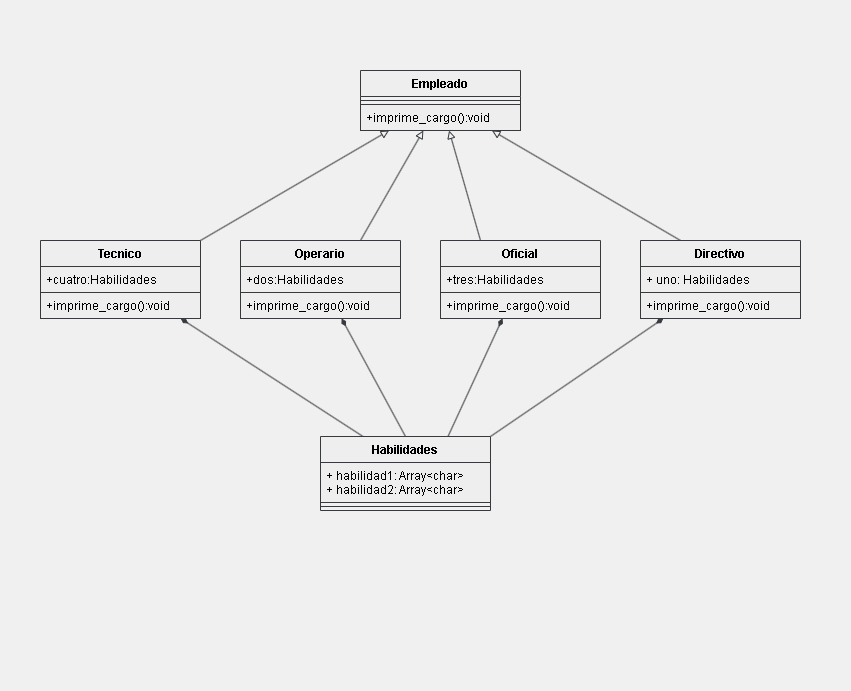 Empleado
+imprime_cargo():void
Tecnico
+cuatro:Habilidades
+imprime_cargo():void
Operario
+dos:Habilidades
+imprime_cargo():void
Oficial
+tres:Habilidades
+imprime_cargo():void
Directivo
+ uno: Habilidades
+imprime_cargo():void
Habilidades
+ habilidad1: Array<char>
+ habilidad2: Array<char>